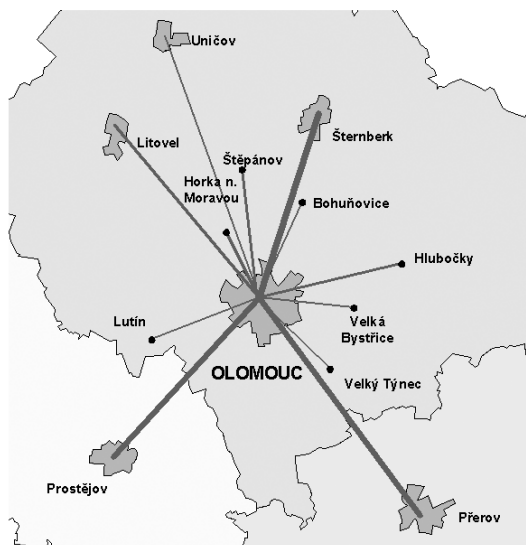 Uničov
Litovel
Šternberk
Štěpánov
Horka n.
Moravou
Bohuňovice
Hlubočky
Lutín
Velká
Bystřice
OLOMOUC
Velký Týnec
Prostějov
Přerov